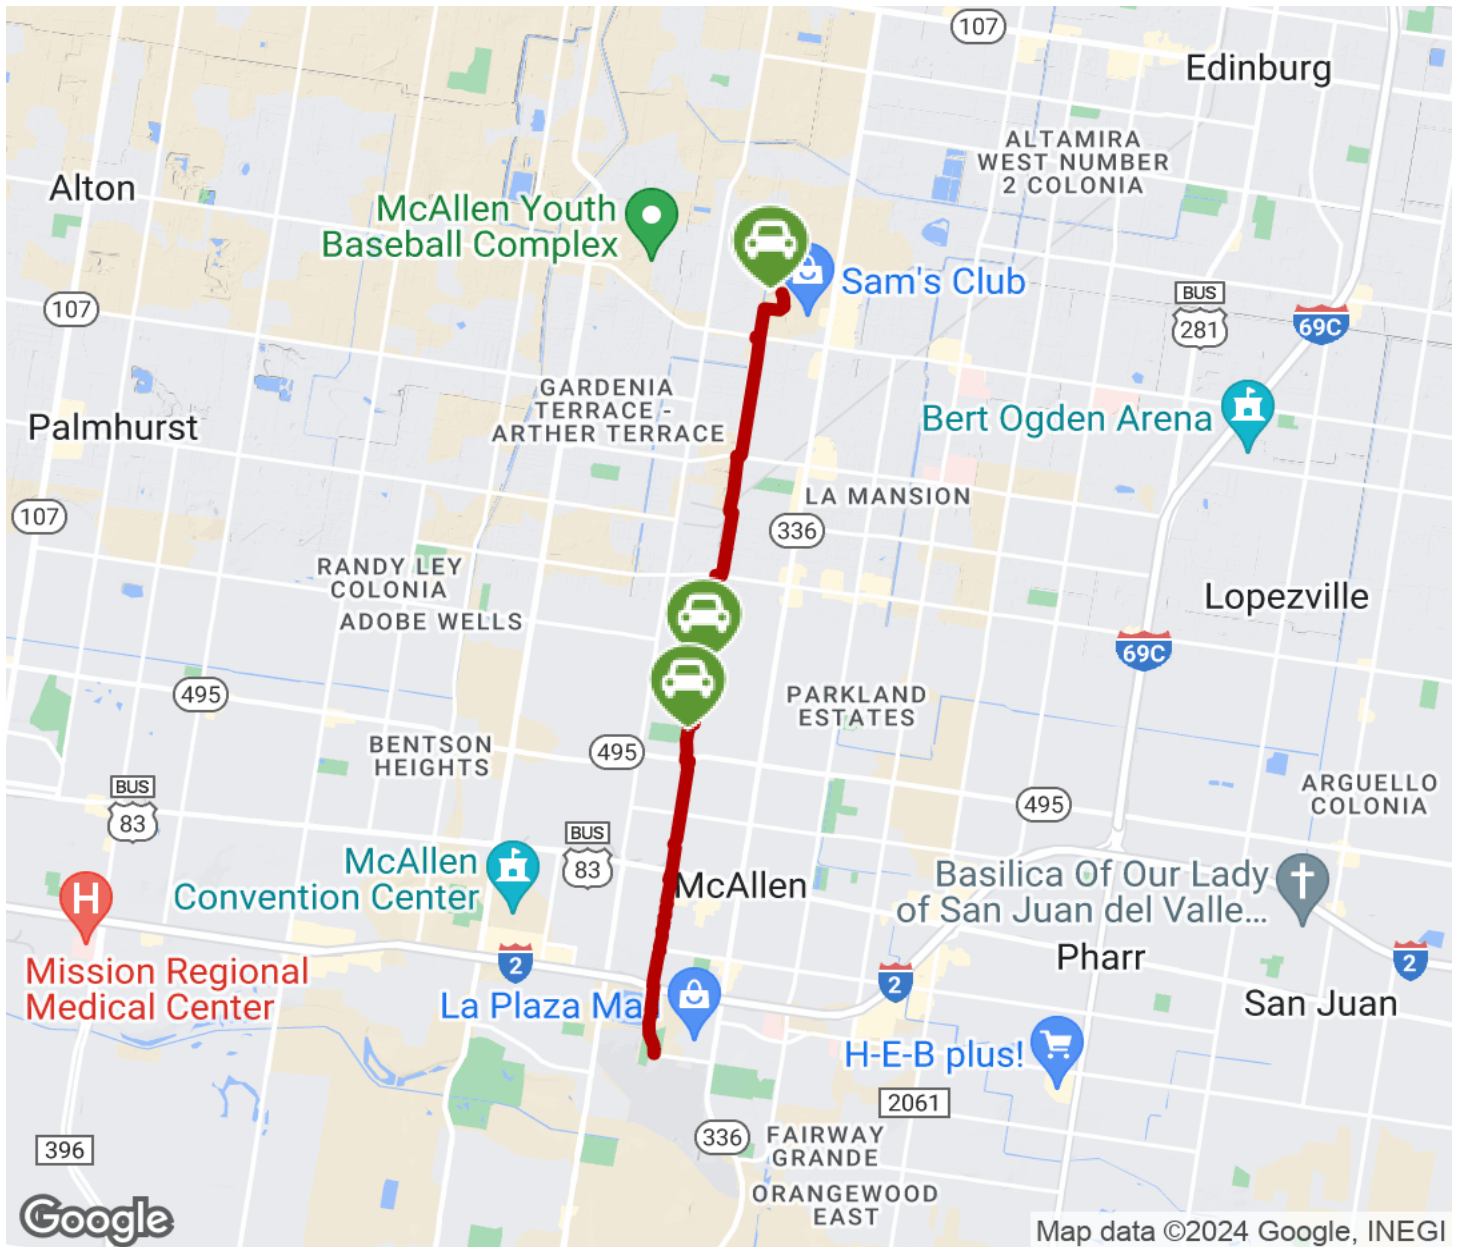 107
Edinburg
ALTAMIRA
WEST NUMBER
2 COLONIA
Alton
McAllen Youth
Baseball Complex
Sam's Club
107
BUS
281
69C
GARDENIA
TERRACE -
ARTHER TERRACE
Bert Ogden Arena
Palmhurst
LA MANSION
107
336
RANDY LEY
COLONIA
ADOBE WELLS
Lopezville
69C
495
PARKLAND
ESTATES
BENTSON
HEIGHTS
495
BUS
83
495
ARGUELLO
COLONIA
BUS
83
McAllen
Convention Center
McAllen
Basilica Of Our Lady
of San Juan del Valle...
H
2
2
Pharr
2
Mission Regional
Medical Center
La Plaza Ma
San Juan
H-E-B plus!
2061
396
336
FAIRWAY
GRANDE
ORANGEWOOD
EAST
Google
Map data ©2024 Google, INEGI